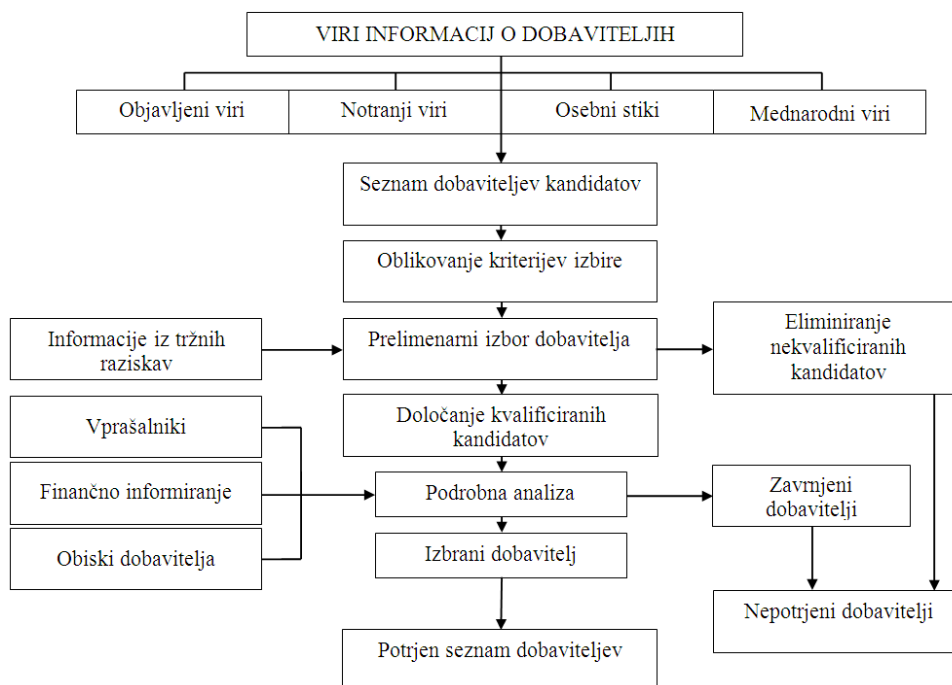 VIRI INFORMACIJ O DOBAVITELJIH
Objavljeni viri
Notranji viri
Osebni stiki
Mednarodni viri
Seznam dobaviteljev kandidatov
Oblikovanje kriterijev izbire
Informacije iz tržnih
raziskav
Prelimenarni izbor dobavitelja
Eliminiranje
nekvalificiranih
kandidatov
Vprašalniki
Določanje kvalificiranih
kandidatov
Finančno informiranje
Podrobna analiza
Zavrnjeni
dobavitelji
Obiski dobavitelja
Izbrani dobavitelj
Nepotrjeni dobavitelji
Potrjen seznam dobaviteljev